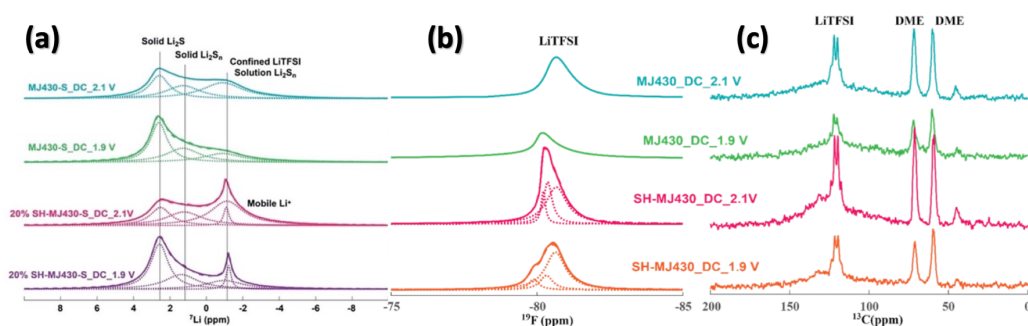 (a)
Solid Li₂S
Solid Li₂Sₙ
Confined LiTFSI
Solution Li₂Sₙ
MJ430-S_DC_2.1 V
MJ430-S_DC_1.9 V
20% SH-MJ430-S_DC_2.1V
Mobile Li⁺
20% SH-MJ430-S_DC_1.9 V
8 6 4 2 0 -2 -4 -6 -8 -10
⁷Li (ppm)
(b)
LiTFSI
-75 -80 -85
¹⁹F (ppm)
(c)
LiTFSI DME DME
MJ430_DC_2.1 V
MJ430_DC_1.9 V
SH-MJ430_DC_2.1V
SH-MJ430_DC_1.9 V
200 150 100 50 0
¹³C(ppm)